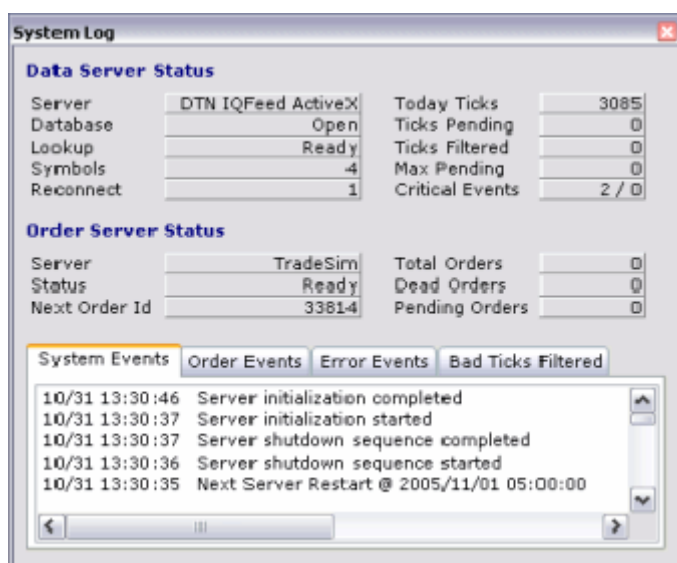 System Log
Data Server Status
Server DTN IQFeed ActiveX Today Ticks 3085
Database Open Ticks Pending 0
Lookup Ready Ticks Filtered 0
Symbols 4 Max Pending 0
Reconnect 1 Critical Events 2 / 0
Order Server Status
Server TradeSim Total Orders 0
Status Ready Dead Orders 0
Next Order Id 33814 Pending Orders 0
System Events Order Events Error Events Bad Ticks Filtered
10/31 13:30:46 Server initialization completed
10/31 13:30:37 Server initialization started
10/31 13:30:37 Server shutdown sequence completed
10/31 13:30:36 Server shutdown sequence started
10/31 13:30:35 Next Server Restart @ 2005/11/01 05:00:00